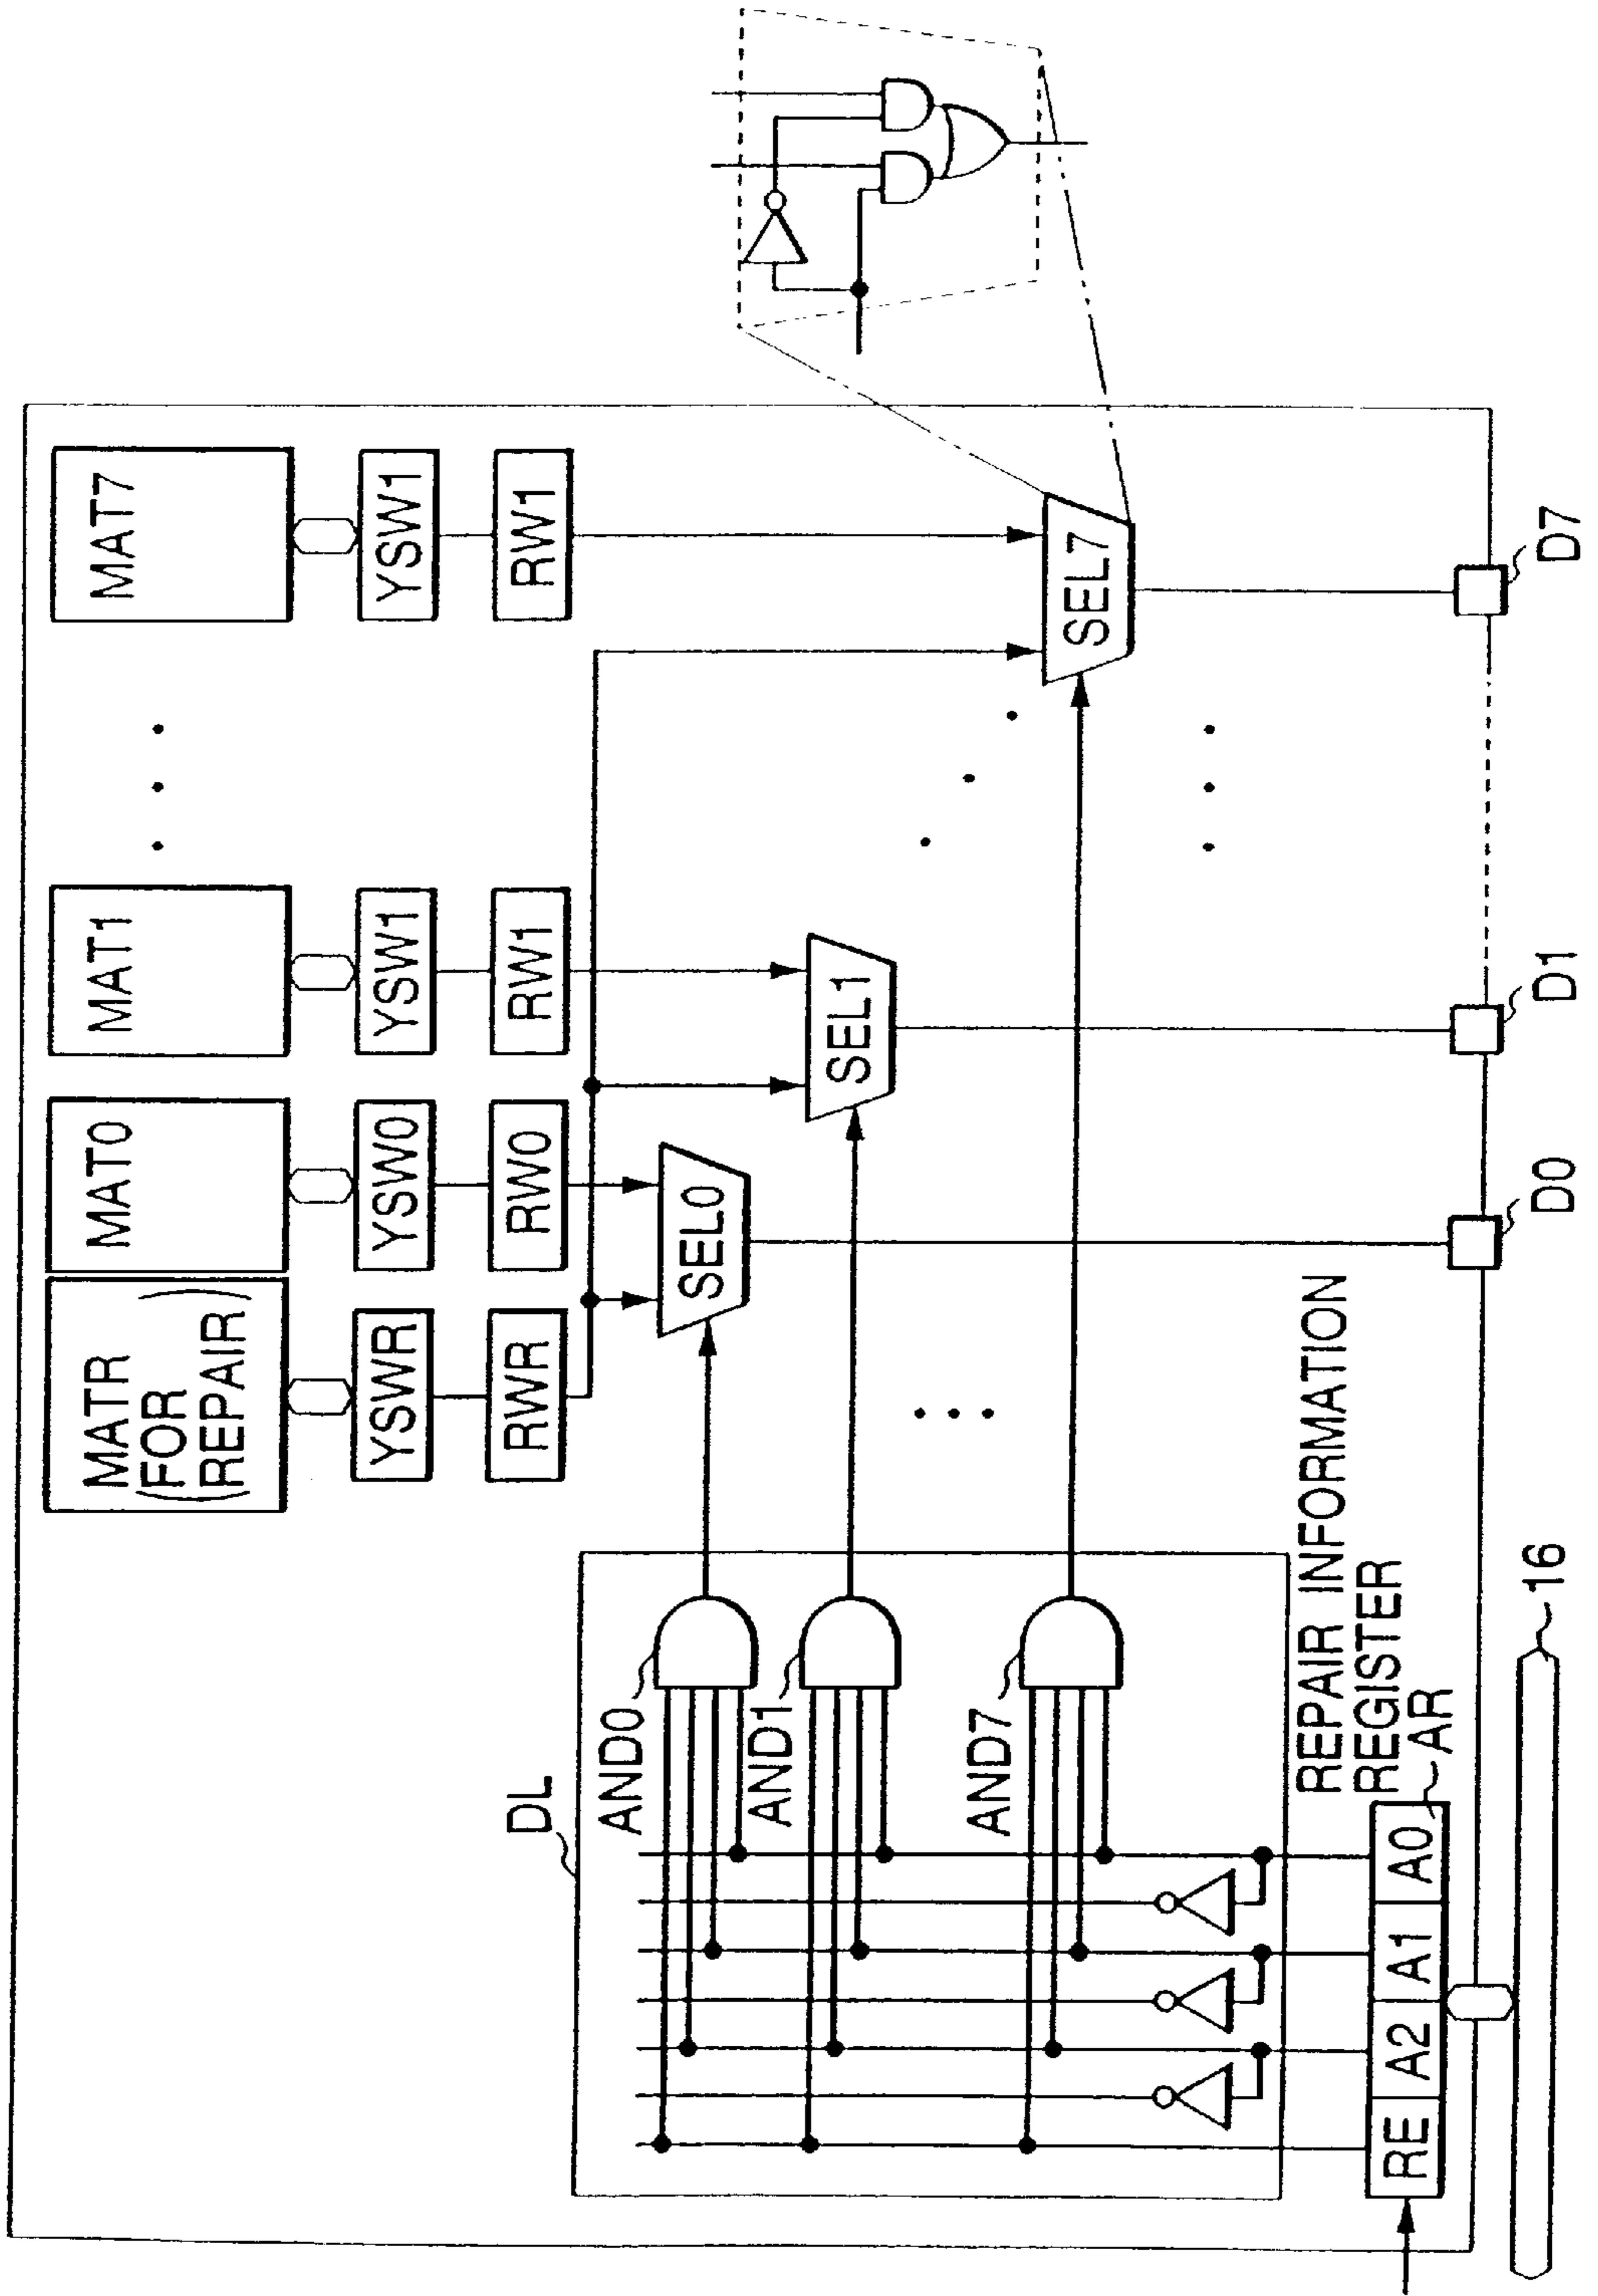 MAT7
YSW1
RW1
SEL7
D7
MAT1
YSW1
RW1
SEL1
D1
MAT0
YSW0
RW0
SEL0
D0
MATR
(FOR
REPAIR)
YSWR
RWR
DL
AND0
AND1
AND7
REPAIR INFORMATION
REGISTER
AR
RE A2 A1 A0
16